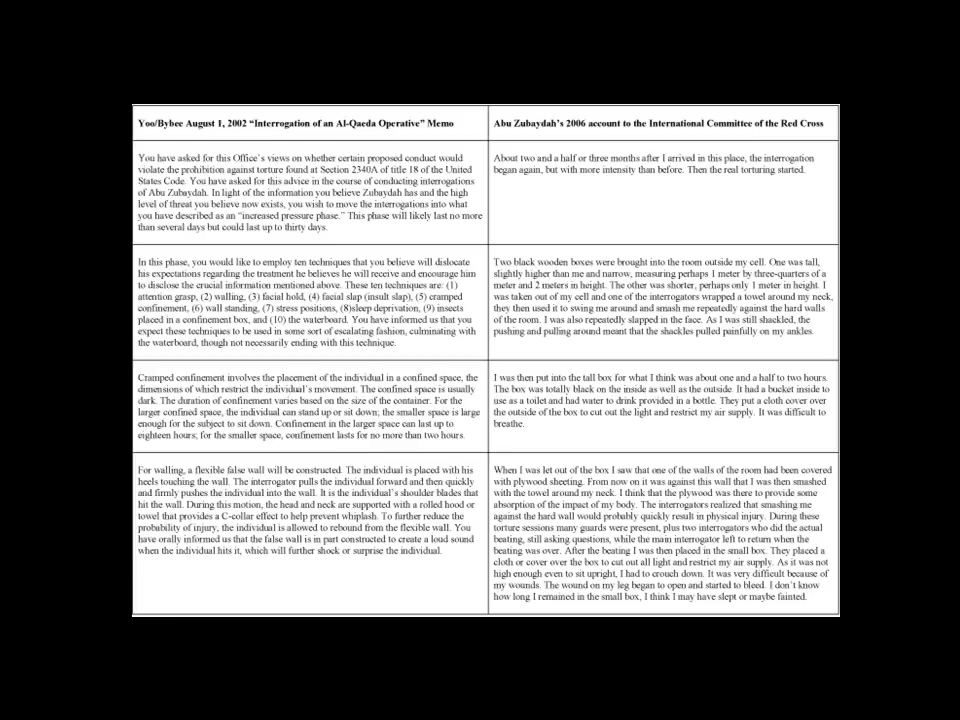 Yoo/Bybee August 1, 2002 "Interrogation of an Al-Qaeda Operative" Memo
Abu Zubaydah's 2006 account to the International Committee of the Red Cross
You have asked for this Office's views on whether certain proposed conduct would
violate the prohibition against torture found at Section 2340A of title 18 of the United
States Code. You have asked for this advice in the course of conducting interrogations
of Abu Zubaydah. In light of the information you believe Zubaydah has and the high
level of threat you believe now exists, you wish to move the interrogations into what
you have described as an "increased pressure phase." This phase will likely last no more
than several days but could last up to thirty days.
About two and a half or three months after I arrived in this place, the interrogation
began again, but with more intensity than before. Then the real torturing started.
In this phase, you would like to employ ten techniques that you believe will dislocate
his expectations regarding the treatment he believes he will receive and encourage him
to disclose the crucial information mentioned above. These ten techniques are: (1)
attention grasp, (2) walling, (3) facial hold, (4) facial slap (insult slap), (5) cramped
confinement, (6) wall standing, (7) stress positions, (8)sleep deprivation, (9) insects
placed in a confinement box, and (10) the waterboard. You have informed us that you
expect these techniques to be used in some sort of escalating fashion, culminating with
the waterboard, though not necessarily ending with this technique.
Two black wooden boxes were brought into the room outside my cell. One was tall,
slightly higher than me and narrow, measuring perhaps 1 meter by three-quarters of a
meter and 2 meters in height. The other was shorter, perhaps only 1 meter in height. I
was taken out of my cell and one of the interrogators wrapped a towel around my neck,
they then used it to swing me around and smash me repeatedly against the hard walls
of the room. I was also repeatedly slapped in the face. As I was still shackled, the
pushing and pulling around meant that the shackles pulled painfully on my ankles.
Cramped confinement involves the placement of the individual in a confined space, the
dimensions of which restrict the individual's movement. The confined space is usually
dark. The duration of confinement varies based on the size of the container. For the
larger confined space, the individual can stand up or sit down; the smaller space is large
enough for the subject to sit down. Confinement in the larger space can last up to
eighteen hours; for the smaller space, confinement lasts for no more than two hours.
I was then put into the tall box for what I think was about one and a half to two hours.
The box was totally black on the inside as well as the outside. It had a bucket inside to
use as a toilet and had water to drink provided in a bottle. They put a cloth cover over
the outside of the box to cut out the light and restrict my air supply. It was difficult to
breathe.
For walling, a flexible false wall will be constructed. The individual is placed with his
heels touching the wall. The interrogator pulls the individual forward and then quickly
and firmly pushes the individual into the wall. It is the individual's shoulder blades that
hit the wall. During this motion, the head and neck are supported with a rolled hood or
towel that provides a C-collar effect to help prevent whiplash. To further reduce the
probability of injury, the individual is allowed to rebound from the flexible wall. You
have orally informed us that the false wall is in part constructed to create a loud sound
when the individual hits it, which will further shock or surprise the individual.
When I was let out of the box I saw that one of the walls of the room had been covered
with plywood sheeting. From now on it was against this wall that I was then smashed
with the towel around my neck. I think that the plywood was there to provide some
absorption of the impact of my body. The interrogators realized that smashing me
against the hard wall would probably quickly result in physical injury. During these
torture sessions many guards were present, plus two interrogators who did the actual
beating, still asking questions, while the main interrogator left to return when the
beating was over. After the beating I was then placed in the small box. They placed a
cloth or cover over the box to cut out all light and restrict my air supply. As it was not
high enough even to sit upright, I had to crouch down. It was very difficult because of
my wounds. The wound on my leg began to open and started to bleed. I don't know
how long I remained in the small box, I think I may have slept or maybe fainted.